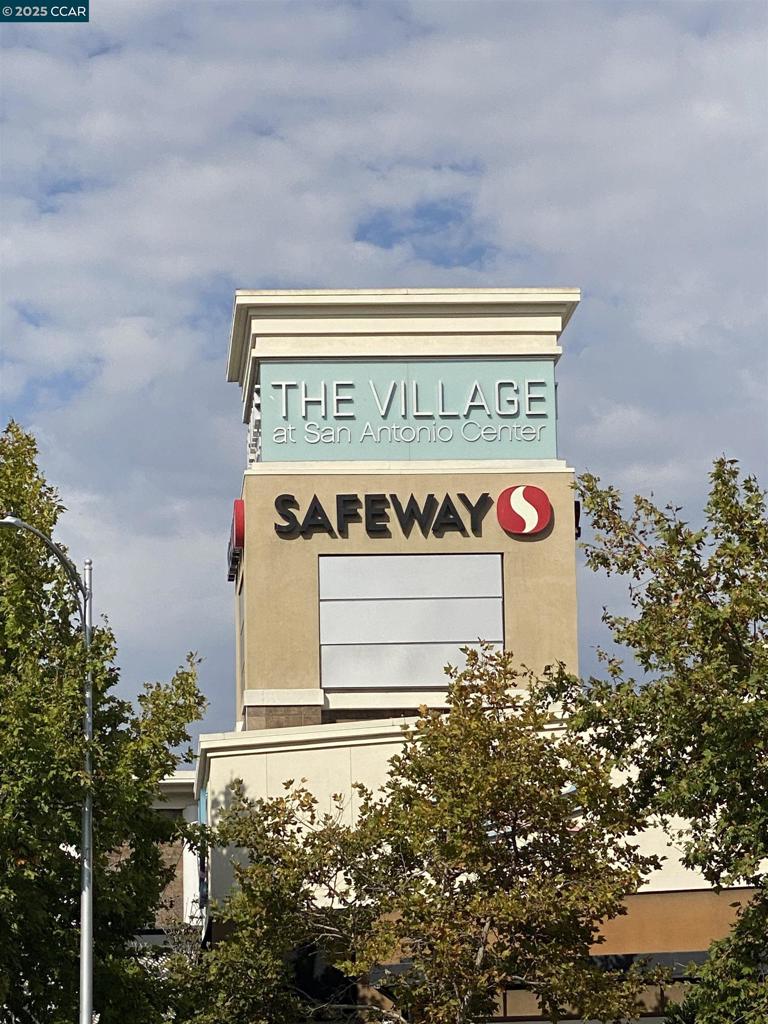 © 2025 CCAR
THE VILLAGE
at San Antonio Center
SAFEWAY